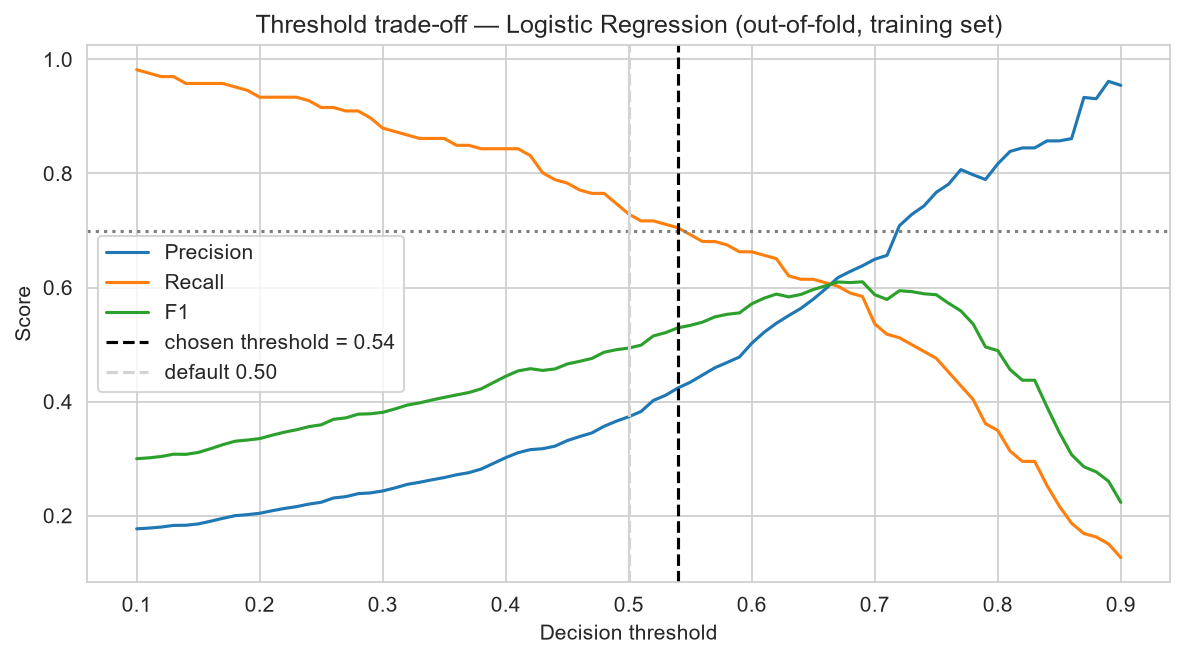 Threshold trade-off — Logistic Regression (out-of-fold, training set)
1.0
0.8
0.6
0.4
0.2
Score
Precision
Recall
F1
chosen threshold = 0.54
default 0.50
0.1 0.2 0.3 0.4 0.5 0.6 0.7 0.8 0.9
Decision threshold